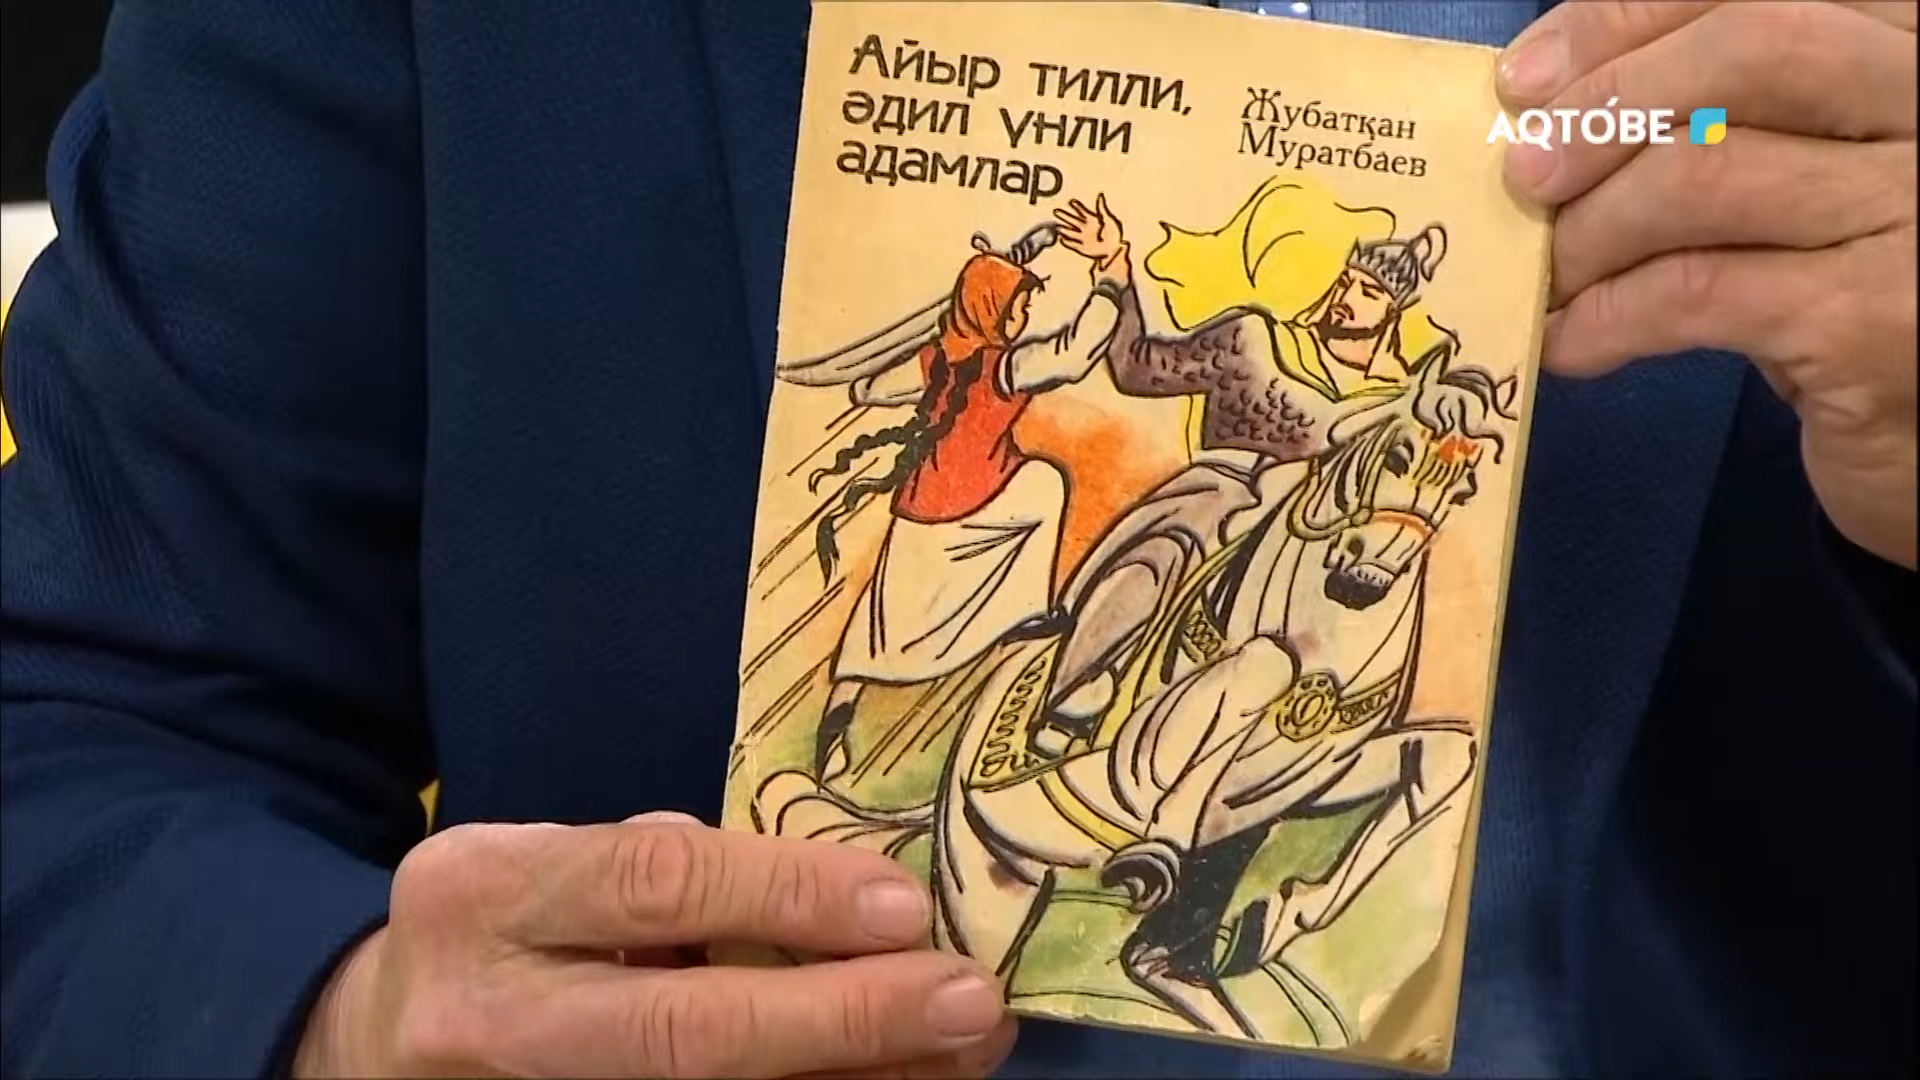 Айыр тилли,
әдил үнли
адамлар
Жубатқан
Муратбаев
AQTÓBE